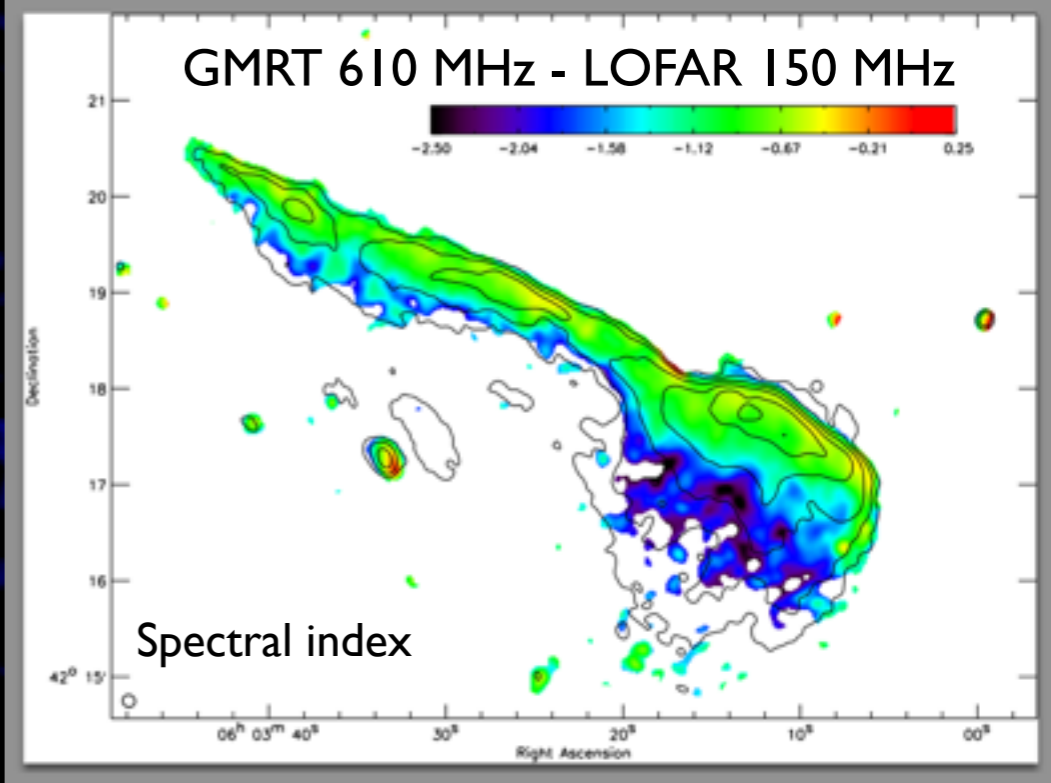 GMRT 610 MHz - LOFAR 150 MHz
-2.50 -2.04 -1.58 -1.12 -0.67 -0.21 0.25
21
20
19
18
17
16
42° 15'
Declination
Spectral index
06ʰ 03ᵐ 40ˢ 30ˢ 20ˢ 10ˢ 00ˢ
Right Ascension